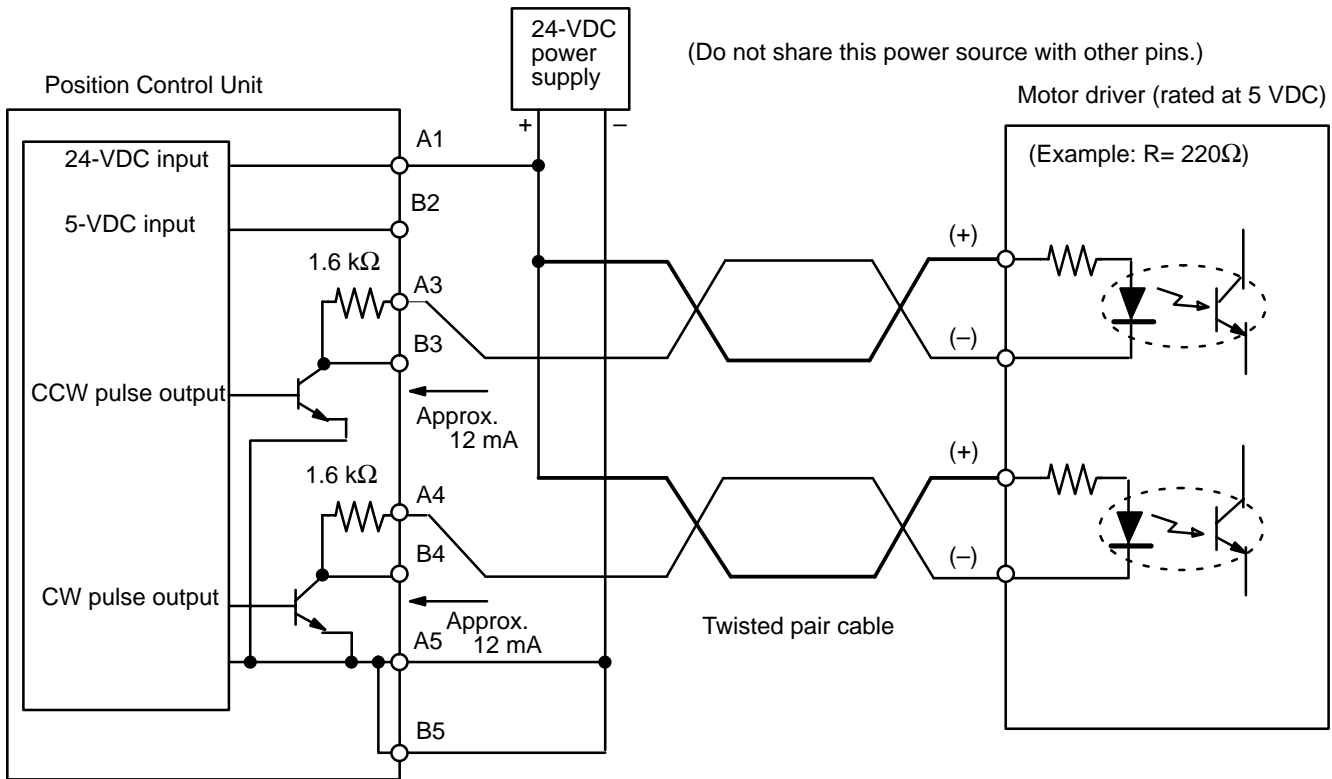 24-VDC
power
supply
(Do not share this power source with other pins.)
Position Control Unit
Motor driver (rated at 5 VDC)
+
–
A1
24-VDC input
(Example: R= 220Ω)
B2
5-VDC input
(+)
1.6 kΩ
A3
B3
(–)
CCW pulse output
Approx.
12 mA
(+)
1.6 kΩ
A4
B4
(–)
CW pulse output
Approx.
12 mA
Twisted pair cable
A5
B5